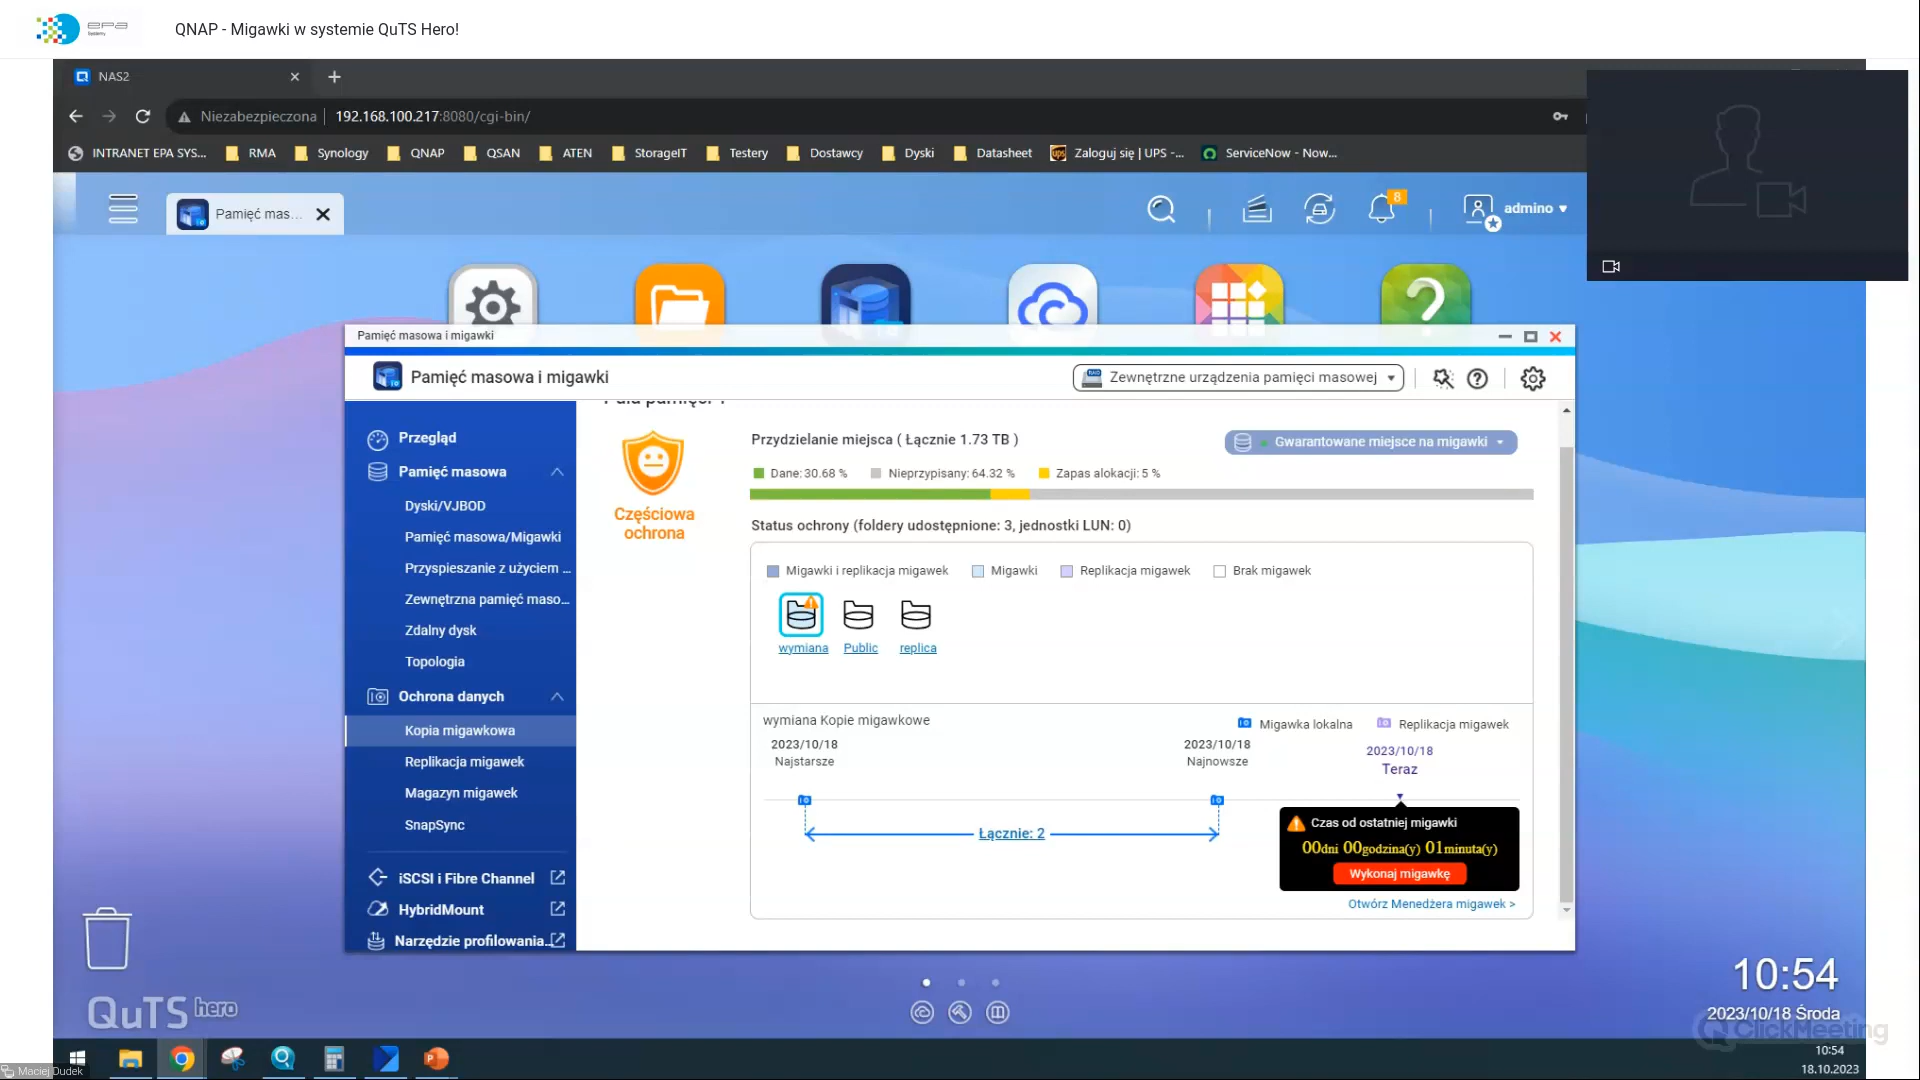 epa
Systemy
QNAP - Migawki w systemie QuTS Hero!
NAS2
Niezabezpieczona
192.168.100.217:8080/cgi-bin/
INTRANET EPA SYS...
RMA
Synology
QNAP
QSAN
ATEN
StorageIT
Testery
Dostawcy
Dyski
Datasheet
Zaloguj się | UPS -...
ServiceNow - Now...
Pamięć mas...
8
admino
Pamięć masowa i migawki
Pamięć masowa i migawki
Zewnętrzne urządzenia pamięci masowej
Przegląd
Pamięć masowa
Dyski/VJBOD
Pamięć masowa/Migawki
Przyspieszanie z użyciem ...
Zewnętrzna pamięć maso...
Zdalny dysk
Topologia
Ochrona danych
Kopia migawkowa
Replikacja migawek
Magazyn migawek
SnapSync
iSCSI i Fibre Channel
HybridMount
Narzędzie profilowania...
Częściowa
ochrona
Przydzielanie miejsca ( Łącznie 1.73 TB )
Gwarantowane miejsce na migawki
Dane: 30.68 %
Nieprzypisany: 64.32 %
Zapas alokacji: 5 %
Status ochrony (foldery udostępnione: 3, jednostki LUN: 0)
Migawki i replikacja migawek
Migawki
Replikacja migawek
Brak migawek
wymiana
Public
replica
wymiana Kopie migawkowe
Migawka lokalna
Replikacja migawek
2023/10/18
Najstarsze
2023/10/18
Najnowsze
2023/10/18
Teraz
Łącznie: 2
Czas od ostatniej migawki
00dni 00godzina(y) 01minuta(y)
Wykonaj migawkę
Otwórz Menedżera migawek >
QuTS hero
10:54
2023/10/18 Środa
ClickMeeting
10:54
18.10.2023
Maciej Dudek